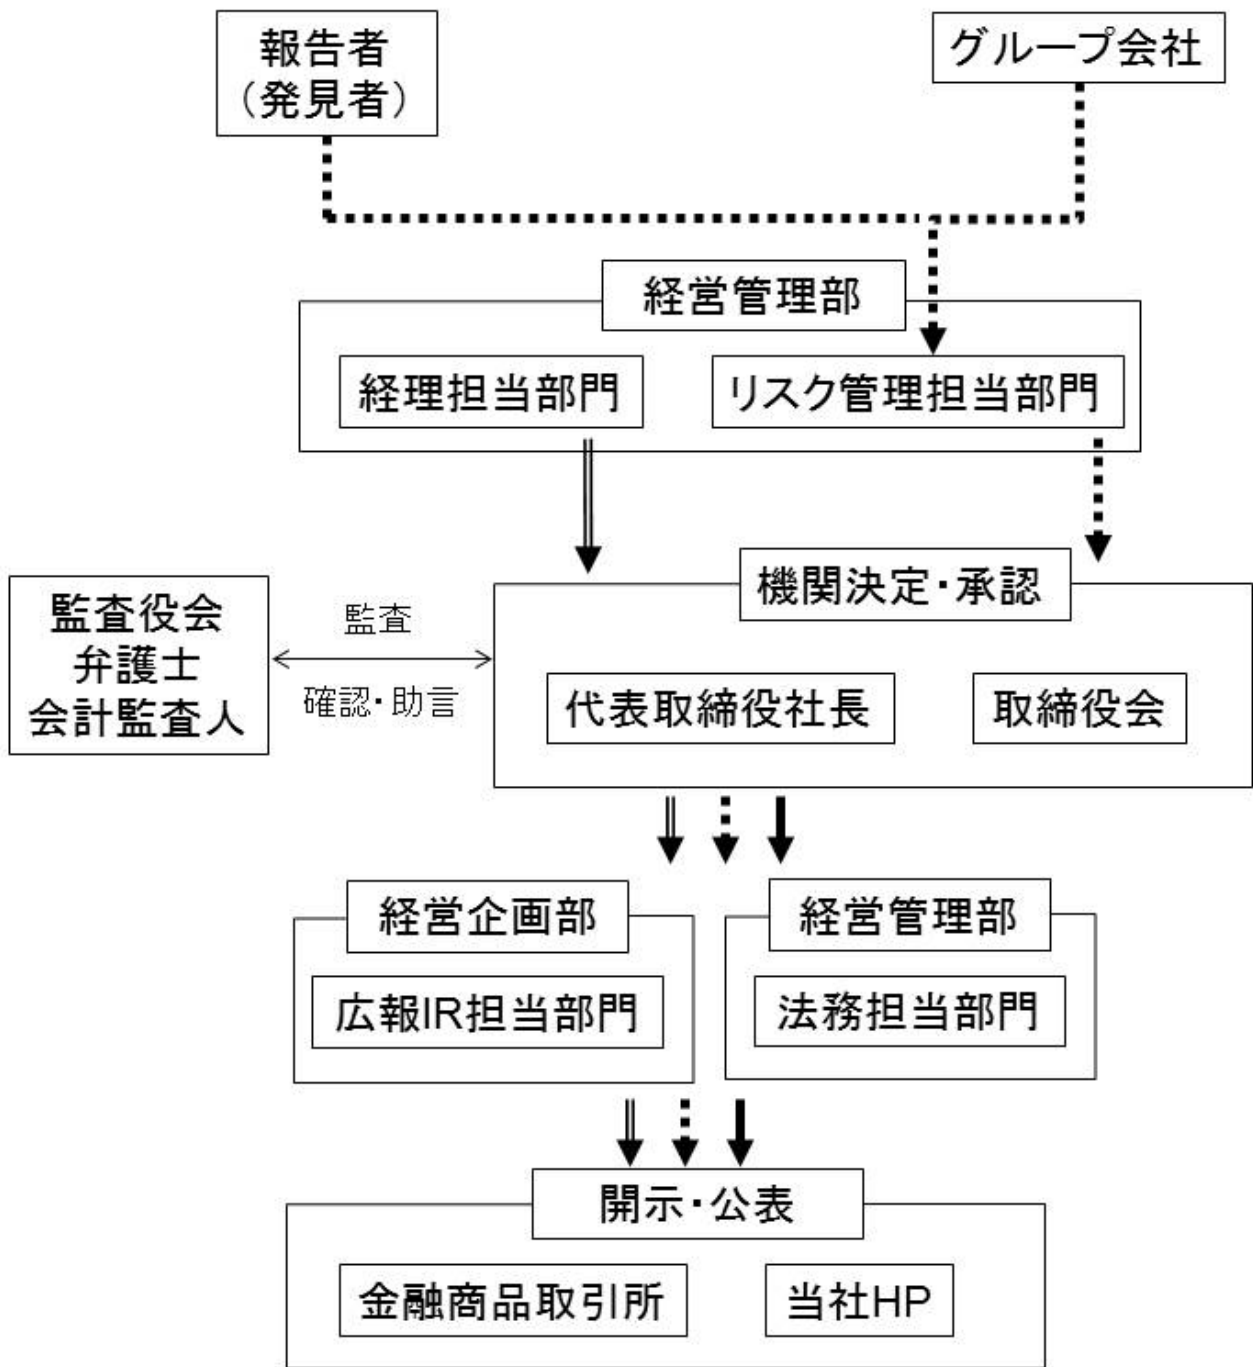 報告者
（発見者）
グループ会社
経営管理部
経理担当部門
リスク管理担当部門
機関決定・承認
監査役会
弁護士
会計監査人
監査
確認・助言
代表取締役社長
取締役会
経営企画部
経営管理部
広報IR担当部門
法務担当部門
開示・公表
金融商品取引所
当社HP